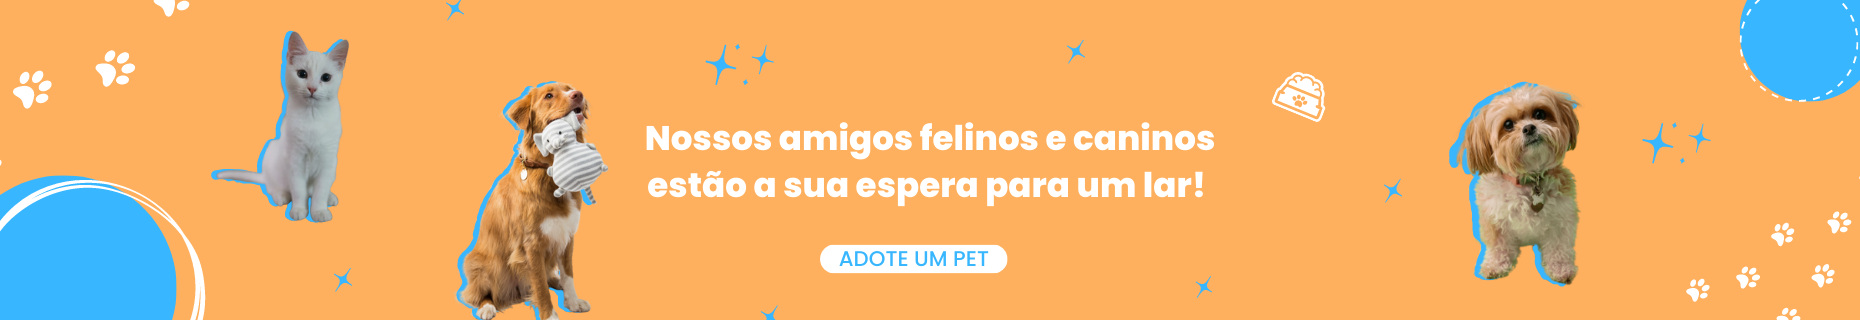 Nossos amigos felinos e caninos
estão a sua espera para um lar!
ADOTE UM PET